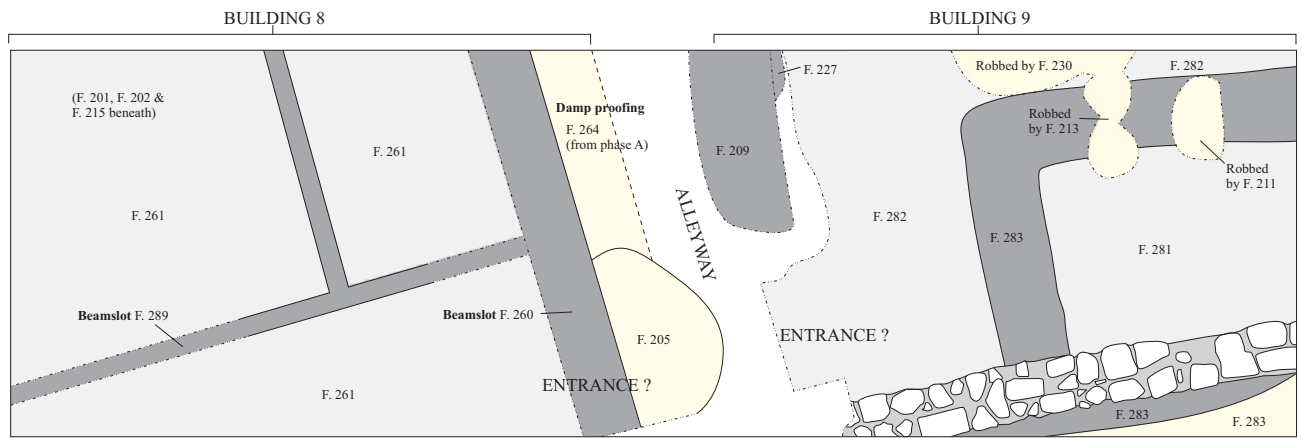 BUILDING 8
BUILDING 9
(F. 201, F. 202 &
F. 215 beneath)
F. 261
F. 261
Beamslot F. 289
F. 261
Beamslot F. 260
Damp proofing
F. 264
(from phase A)
F. 205
ENTRANCE ?
ALLEYWAY
F. 209
F. 227
F. 282
ENTRANCE ?
Robbed by F. 230
F. 282
Robbed
by F. 213
Robbed
by F. 211
F. 283
F. 281
F. 283
F. 283